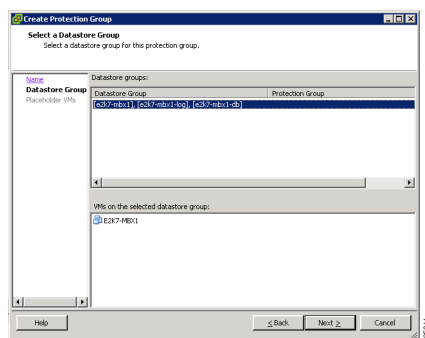 Create Protection Group
Select a Datastore Group
Select a datastore group for this protection group.
Name
Datastore Group
Placeholder VMs
Datastore groups:
Datastore Group Protection Group
[e2k7-mbx1], [e2k7-mbx1-log], [e2k7-mbx1-db]
VMs on the selected datastore group:
E2K7-MBX1
Help
< Back
Next >
Cancel